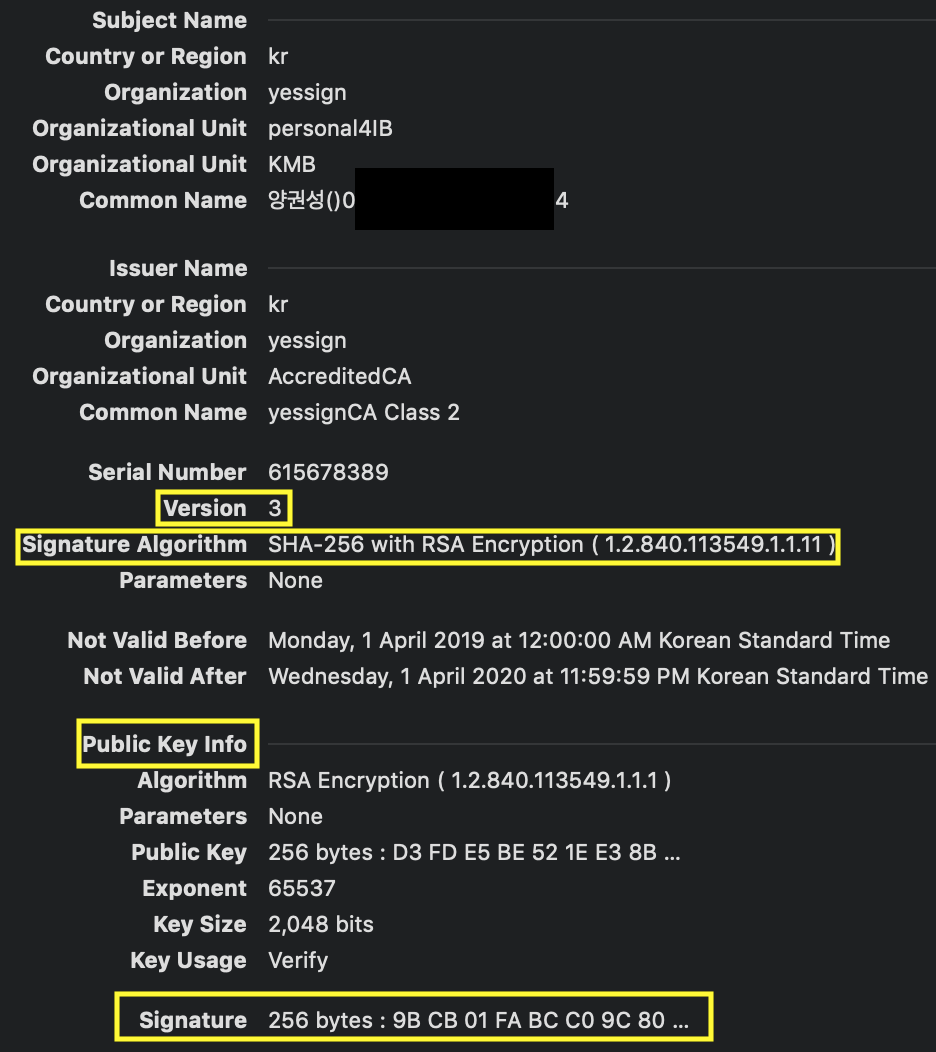 Subject Name
Country or Region kr
Organization yessign
Organizational Unit personal4IB
Organizational Unit KMB
Common Name 양권성()0 4
Issuer Name
Country or Region kr
Organization yessign
Organizational Unit AccreditedCA
Common Name yessignCA Class 2
Serial Number 615678389
Version 3
Signature Algorithm SHA-256 with RSA Encryption ( 1.2.840.113549.1.1.11 )
Parameters None
Not Valid Before Monday, 1 April 2019 at 12:00:00 AM Korean Standard Time
Not Valid After Wednesday, 1 April 2020 at 11:59:59 PM Korean Standard Time
Public Key Info
Algorithm RSA Encryption ( 1.2.840.113549.1.1.1 )
Parameters None
Public Key 256 bytes : D3 FD E5 BE 52 1E E3 8B ...
Exponent 65537
Key Size 2,048 bits
Key Usage Verify
Signature 256 bytes : 9B CB 01 FA BC C0 9C 80 ...